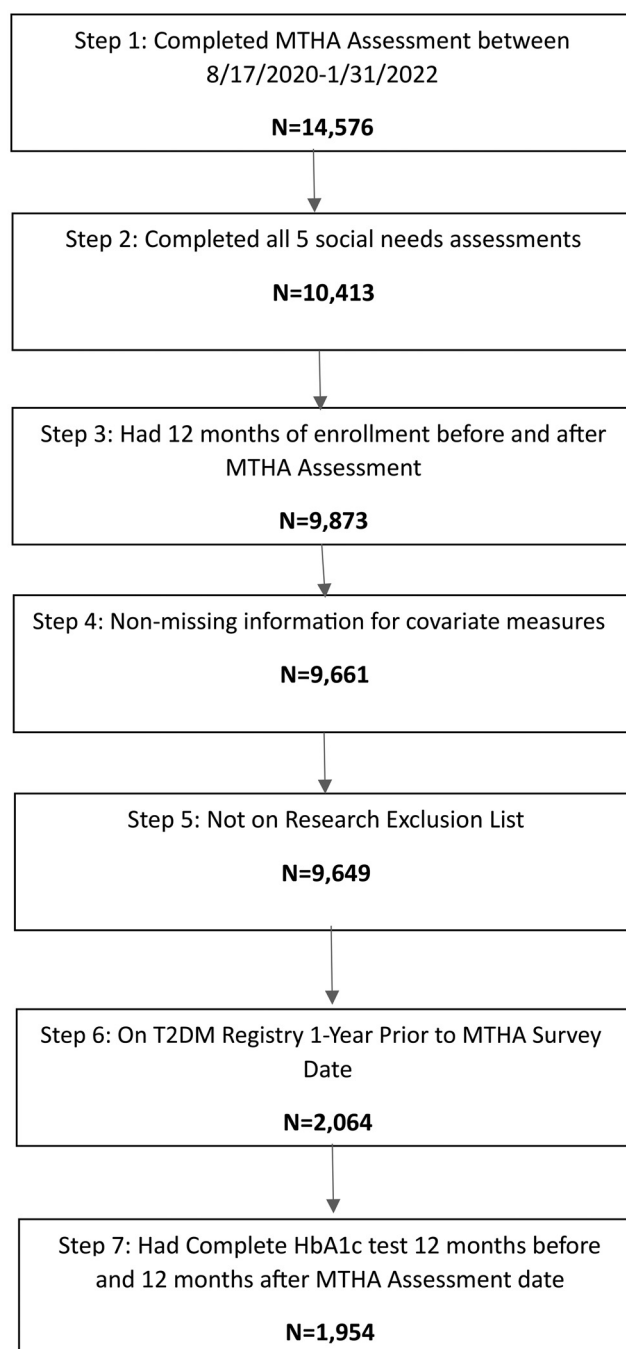 Step 1: Completed MTHA Assessment between
8/17/2020-1/31/2022
N=14,576
Step 2: Completed all 5 social needs assessments
N=10,413
Step 3: Had 12 months of enrollment before and after
MTHA Assessment
N=9,873
Step 4: Non-missing information for covariate measures
N=9,661
Step 5: Not on Research Exclusion List
N=9,649
Step 6: On T2DM Registry 1-Year Prior to MTHA Survey
Date
N=2,064
Step 7: Had Complete HbA1c test 12 months before
and 12 months after MTHA Assessment date
N=1,954